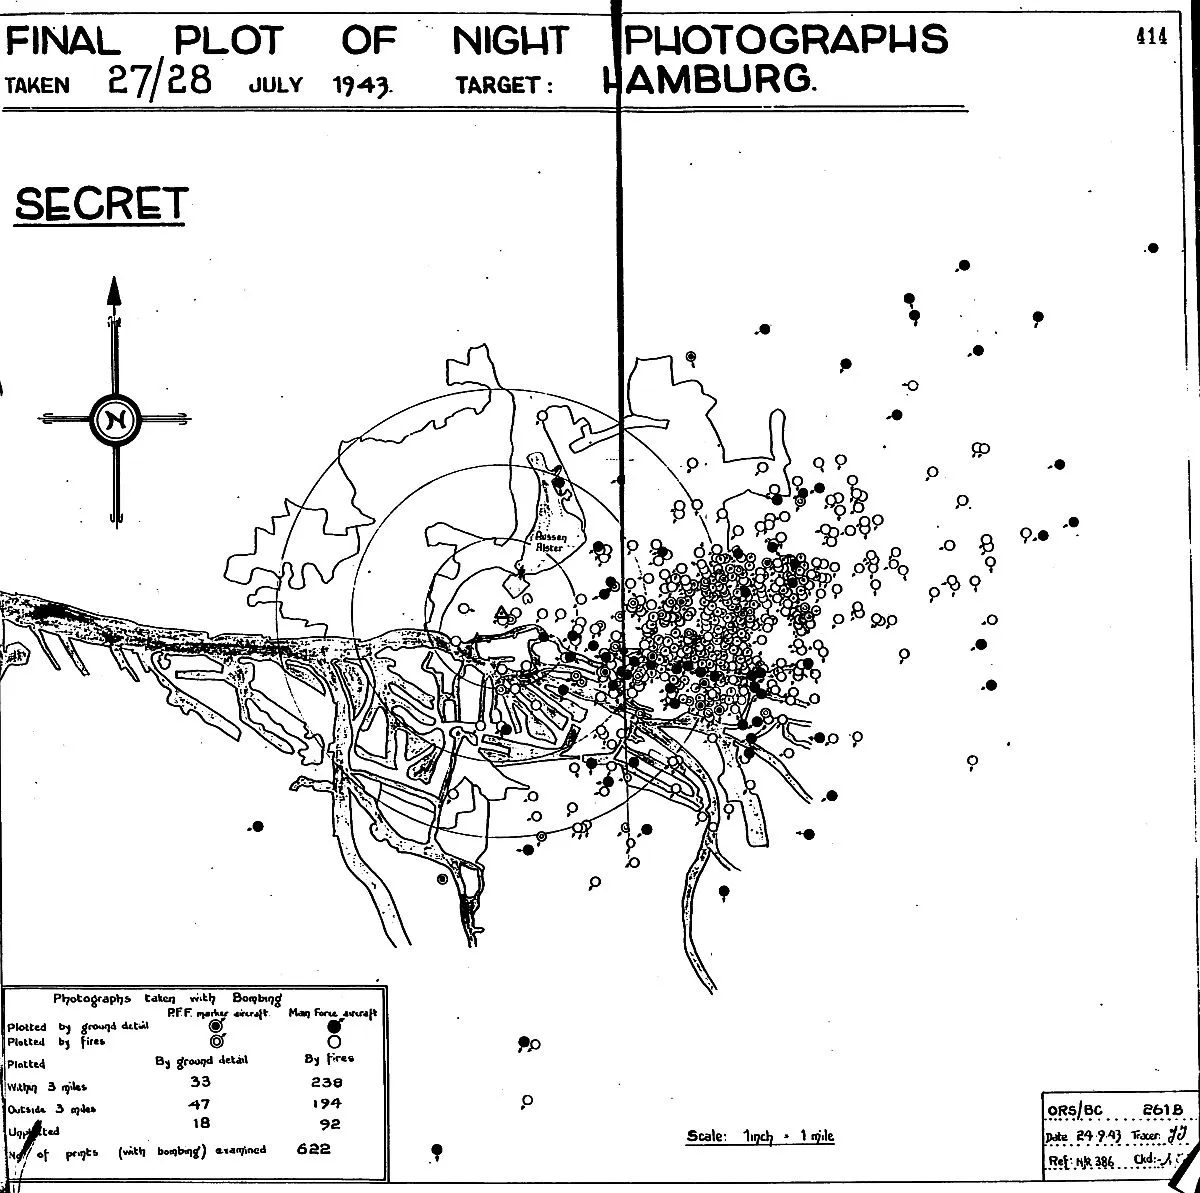 FINAL PLOT OF NIGHT PHOTOGRAPHS
414
TAKEN 27/28 JULY 1943. TARGET: HAMBURG.
SECRET
N
Aussen
Alster
Photographs taken with Bombing
P.F.F. marker aircraft. Main Force aircraft
Plotted by ground detail
Plotted by fires
Plotted By ground detail By fires
Within 3 miles 33 238
Outside 3 miles 47 194
18 92
of prints (with bombing) examined 622
Scale: 1inch = 1 mile
ORS/BC 261B
Date 24.9.43 Tracer:
Ref: N/R 386 Ckd:-